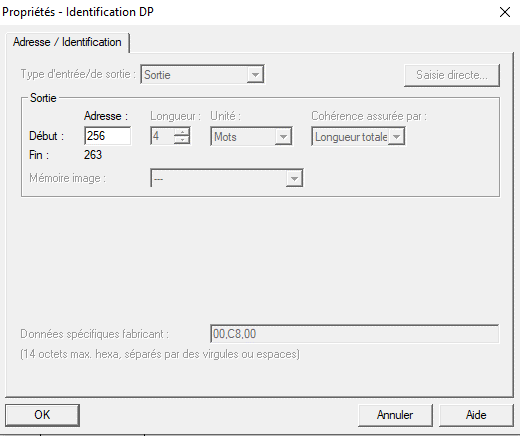 Propriétés - Identification DP
Adresse / Identification
Type d'entrée/de sortie : Sortie Saisie directe...
Sortie
Adresse : Longueur : Unité : Cohérence assurée par :
Début : 256 4 Mots Longueur totale
Fin : 263
Mémoire image : ---
Données spécifiques fabricant : 00,C8,00
(14 octets max. hexa, séparés par des virgules ou espaces)
OK Annuler Aide